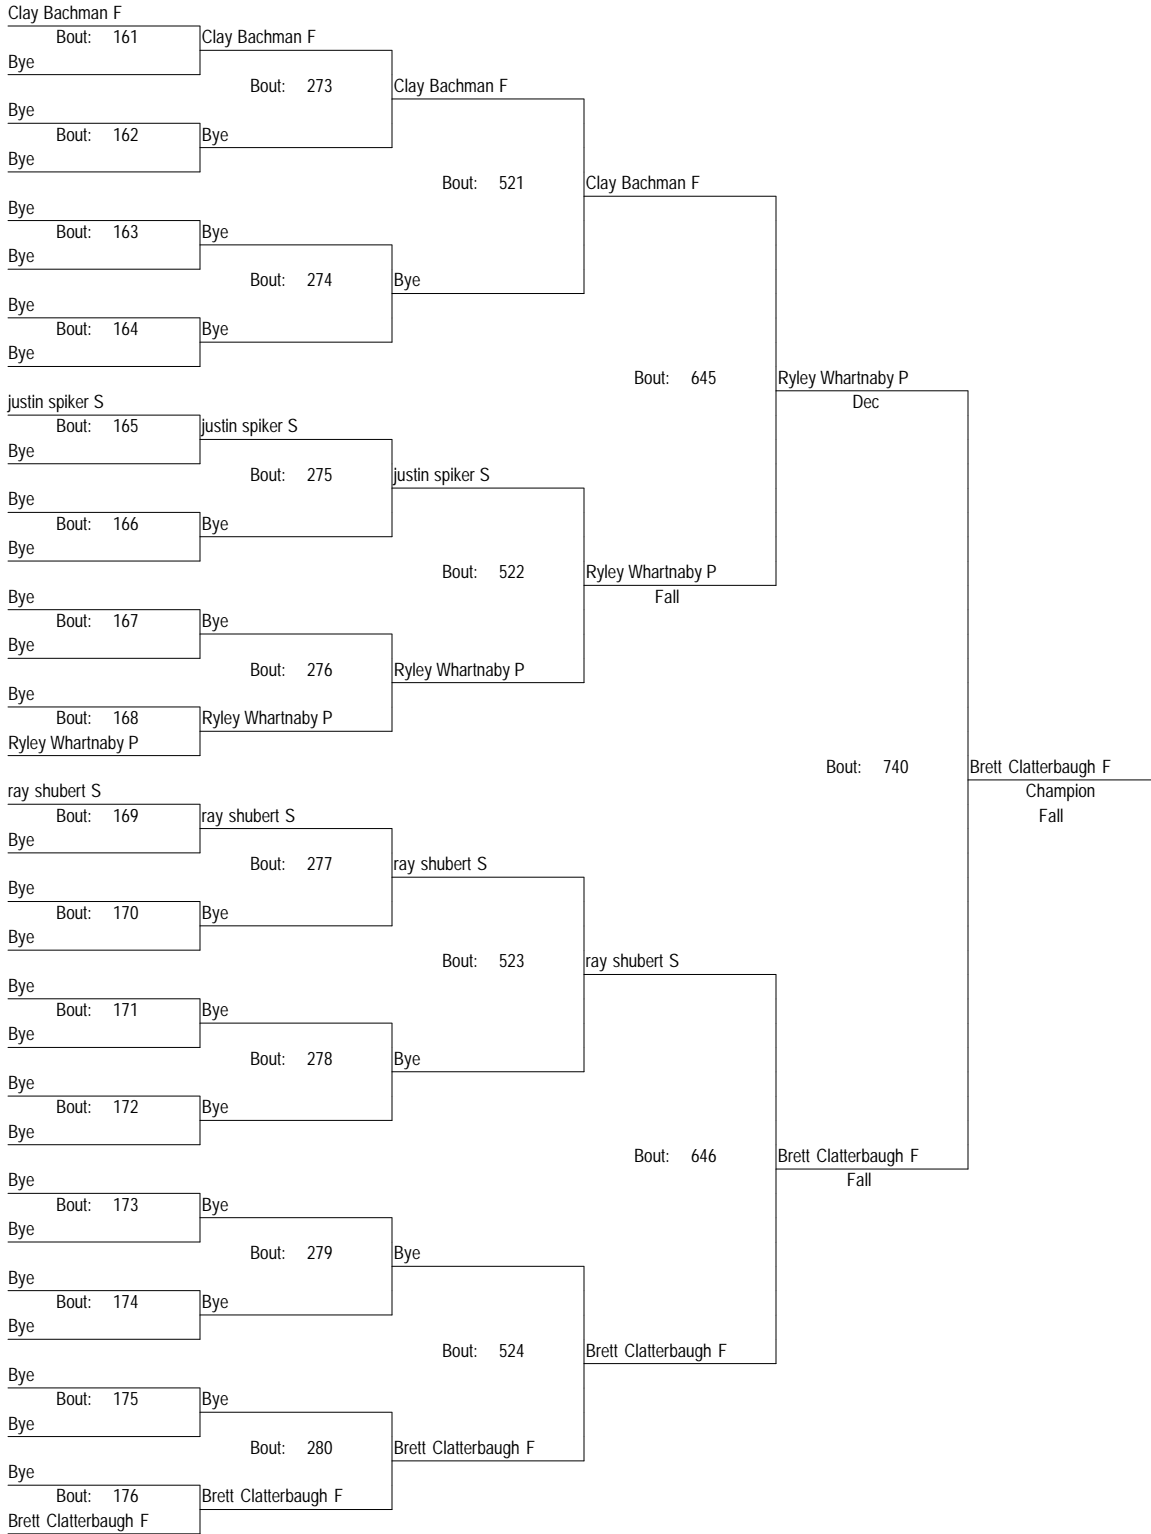 Clay Bachman F
Bout: 161 Clay Bachman F
Bye
Bout: 273 Clay Bachman F
Bye
Bout: 162 Bye
Bye
Bout: 521 Clay Bachman F
Bye
Bout: 163 Bye
Bye
Bout: 274 Bye
Bye
Bout: 164 Bye
Bye
Bout: 645 Ryley Whartnaby P
Dec
justin spiker S
Bout: 165 justin spiker S
Bye
Bout: 275 justin spiker S
Bye
Bout: 166 Bye
Bye
Bout: 522 Ryley Whartnaby P
Fall
Bye
Bout: 167 Bye
Bye
Bout: 276 Ryley Whartnaby P
Bye
Bout: 168 Ryley Whartnaby P
Ryley Whartnaby P
Bout: 740 Brett Clatterbaugh F
Champion
Fall
ray shubert S
Bout: 169 ray shubert S
Bye
Bout: 277 ray shubert S
Bye
Bout: 170 Bye
Bye
Bout: 523 ray shubert S
Bye
Bout: 171 Bye
Bye
Bout: 278 Bye
Bye
Bout: 172 Bye
Bye
Bout: 646 Brett Clatterbaugh F
Fall
Bye
Bout: 173 Bye
Bye
Bout: 279 Bye
Bye
Bout: 174 Bye
Bye
Bout: 524 Brett Clatterbaugh F
Bye
Bout: 175 Bye
Bye
Bout: 280 Brett Clatterbaugh F
Bye
Bout: 176 Brett Clatterbaugh F
Brett Clatterbaugh F